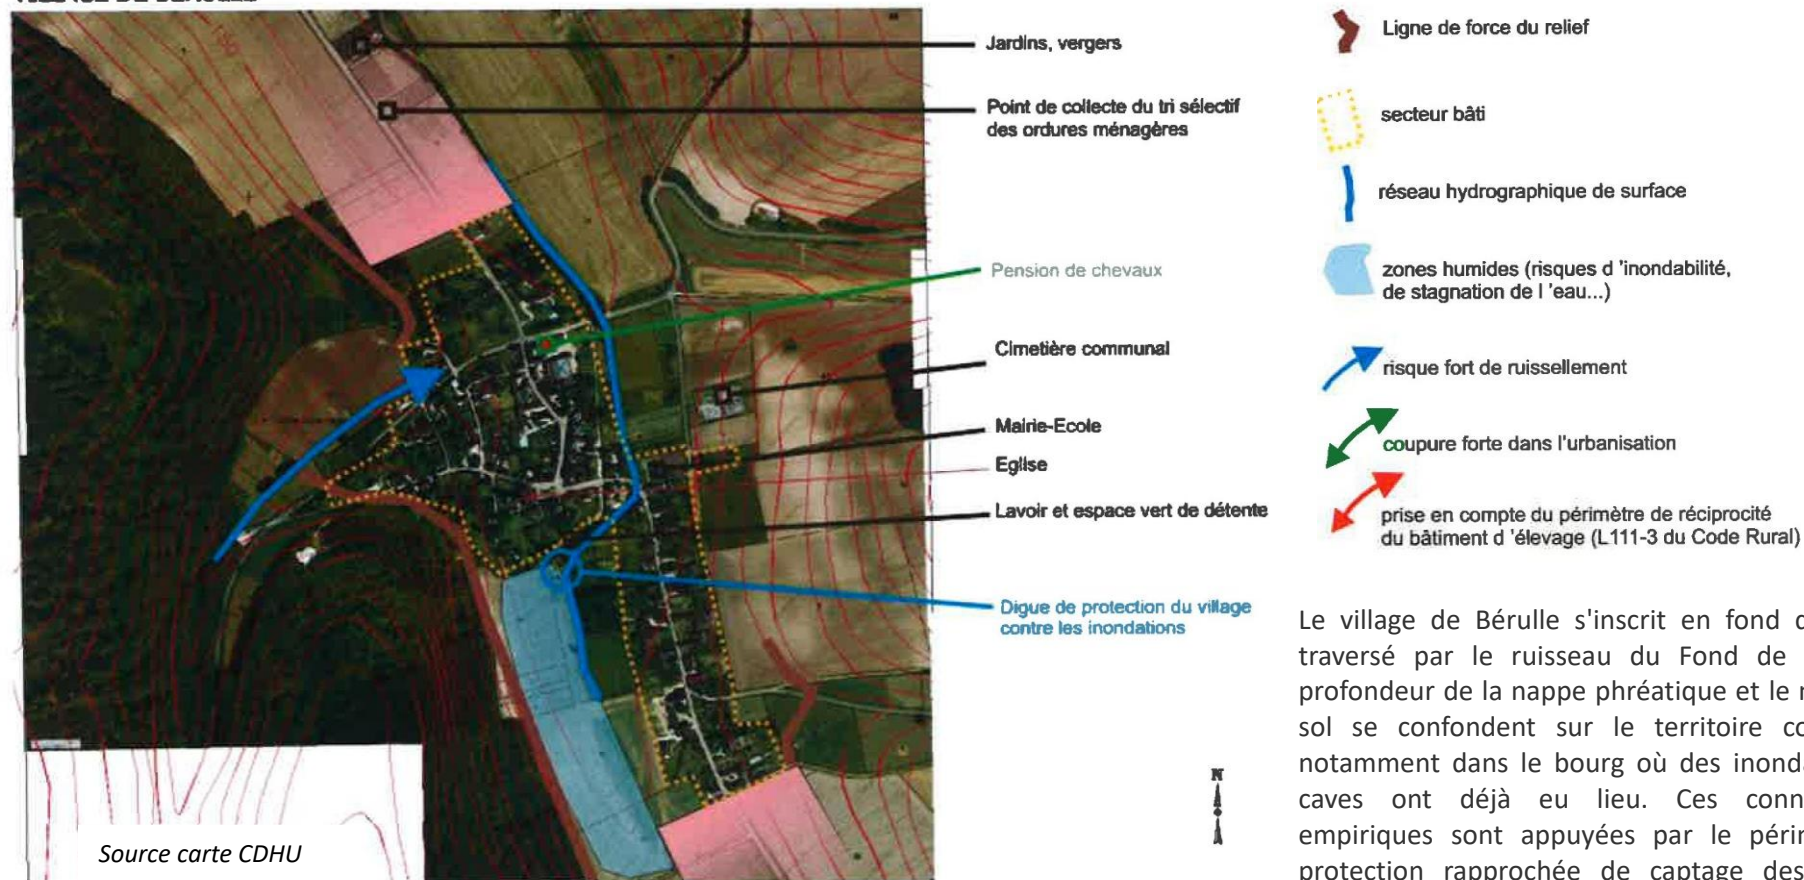 Jardins, vergers
Point de collecte du tri sélectif
des ordures ménagères
Pension de chevaux
Cimetière communal
Mairie-Ecole
Eglise
Lavoir et espace vert de détente
Digue de protection du village
contre les inondations
Source carte CDHU
N
Ligne de force du relief
secteur bâti
réseau hydrographique de surface
zones humides (risques d 'inondabilité,
de stagnation de l 'eau...)
risque fort de ruissellement
coupure forte dans l'urbanisation
prise en compte du périmètre de réciprocité
du bâtiment d 'élevage (L111-3 du Code Rural)
Le village de Bérulle s'inscrit en fond
traversé par le ruisseau du Fond de
profondeur de la nappe phréatique et le
sol se confondent sur le territoire
notamment dans le bourg où des
caves ont déjà eu lieu. Ces
empiriques sont appuyées par le
protection rapprochée de captage des